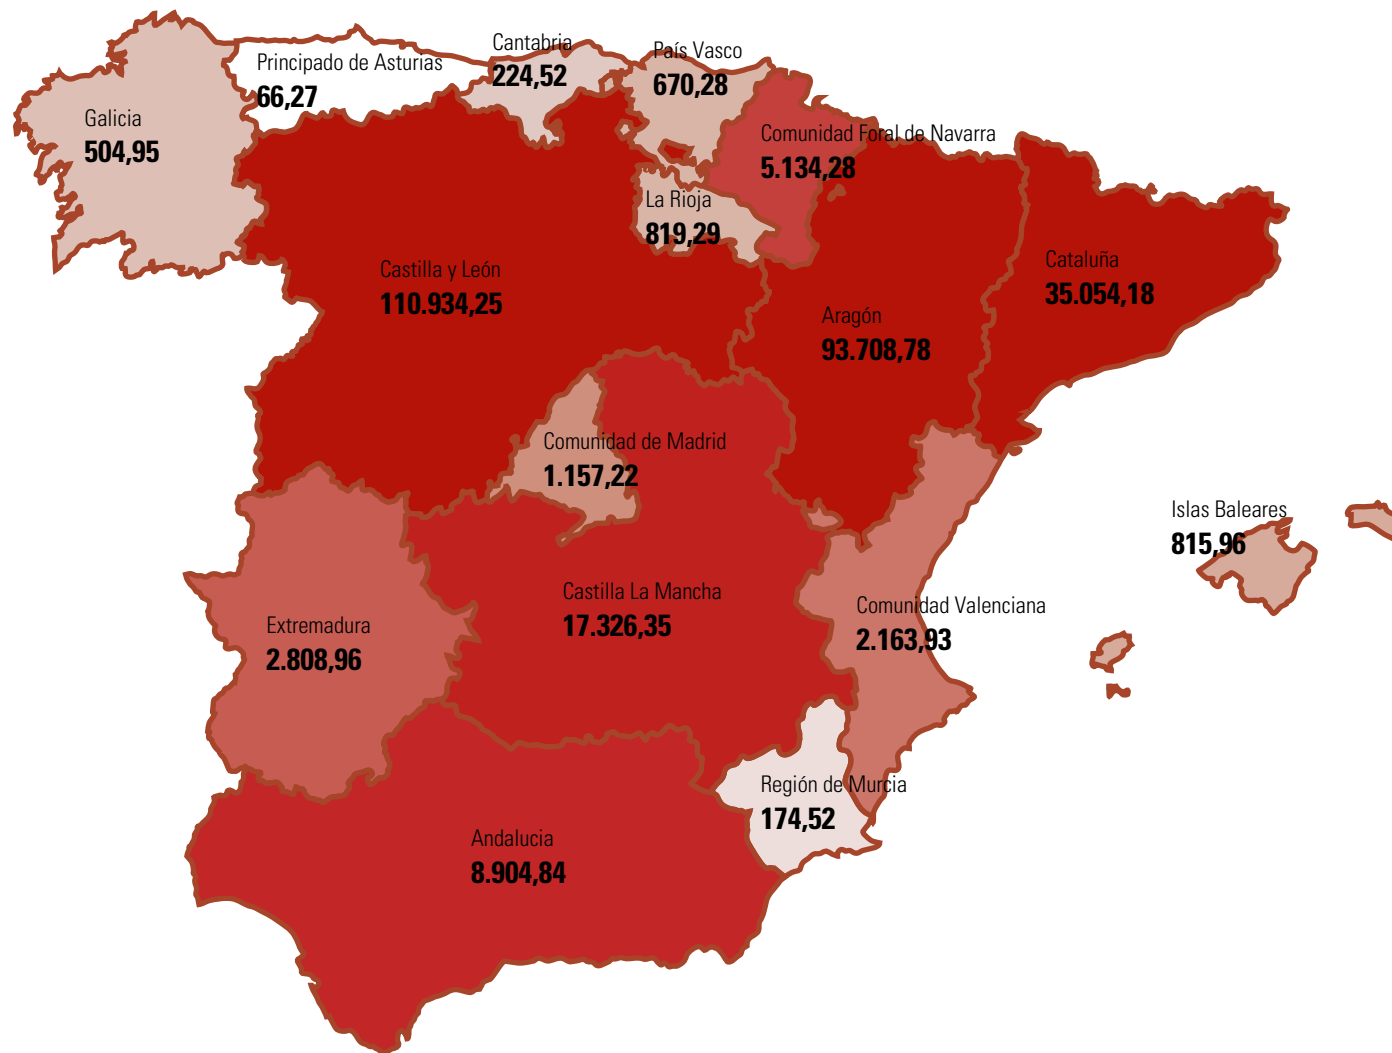 Cantabria
224,52
País Vasco
670,28
Principado de Asturias
66,27
Galicia
504,95
Comunidad Foral de Navarra
5.134,28
La Rioja
819,29
Castilla y León
110.934,25
Cataluña
35.054,18
Aragón
93.708,78
Comunidad de Madrid
1.157,22
Islas Baleares
815,96
Castilla La Mancha
17.326,35
Comunidad Valenciana
2.163,93
Extremadura
2.808,96
Región de Murcia
174,52
Andalucia
8.904,84